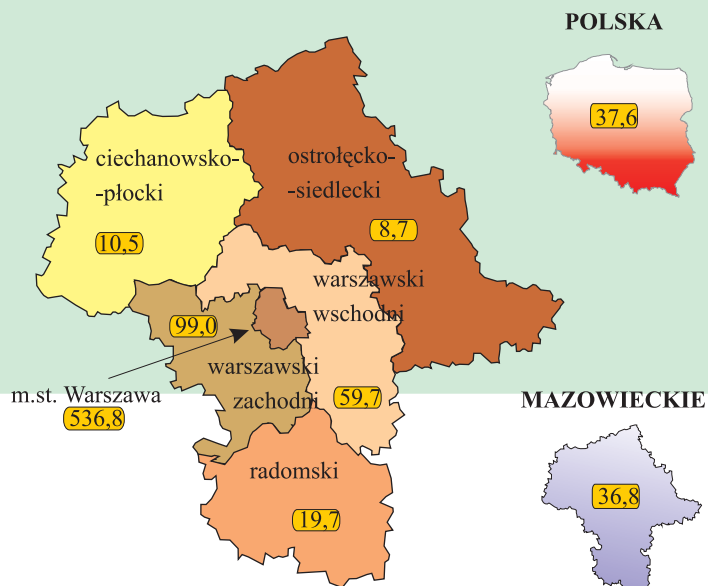 POLSKA
37,6
ciechanowsko-
-płocki
10,5
ostrołęcko-
-siedlecki
8,7
warszawski
wschodni
59,7
99,0
warszawski
zachodni
m.st. Warszawa
536,8
radomski
19,7
MAZOWIECKIE
36,8